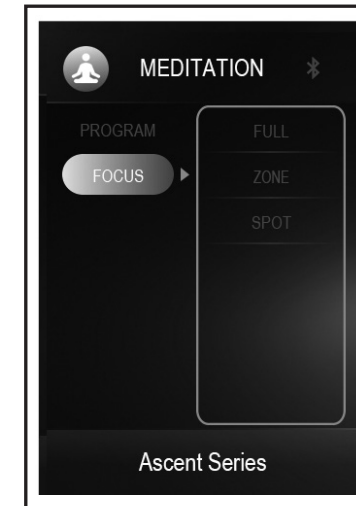 MEDITATION
PROGRAM
FOCUS
FULL
ZONE
SPOT
Ascent Series